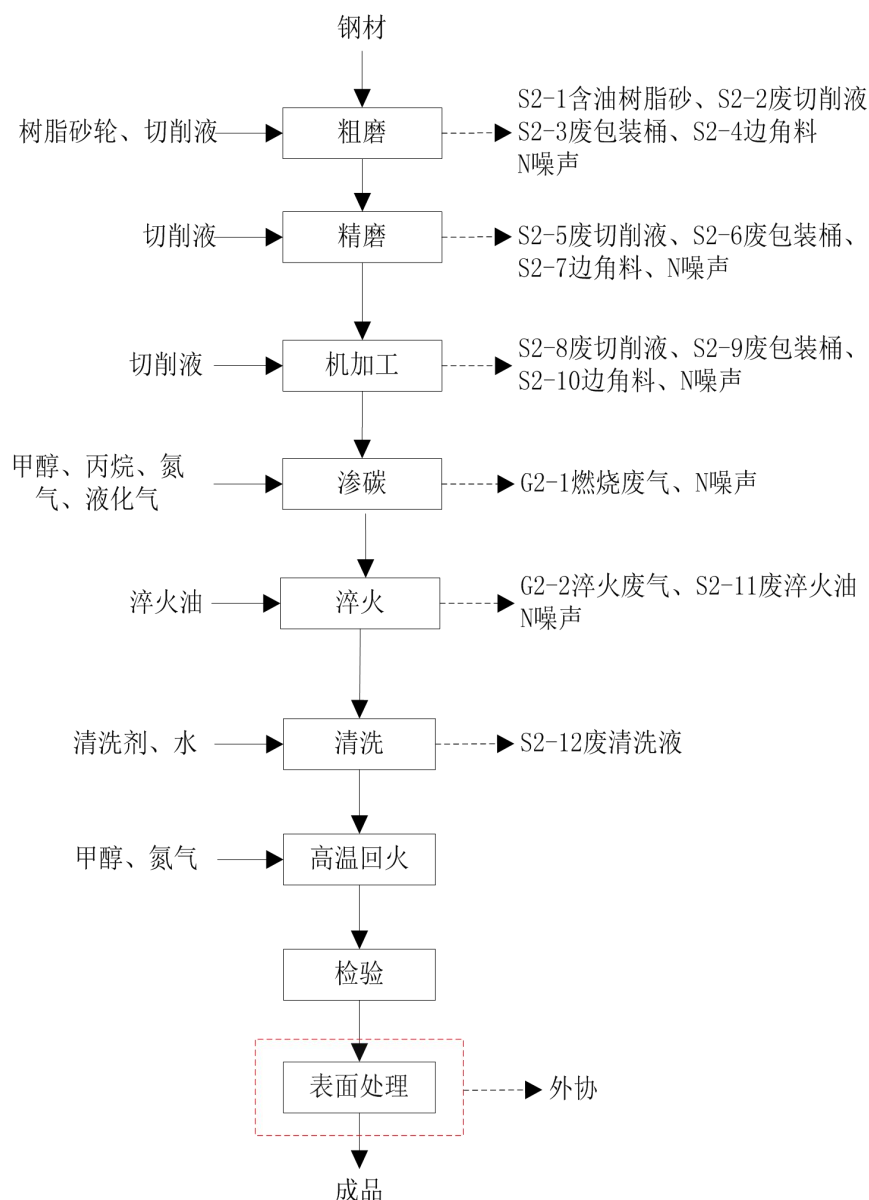 钢材
树脂砂轮、切削液
粗磨
S2-1含油树脂砂、S2-2废切削液
S2-3废包装桶、S2-4边角料
N噪声
切削液
精磨
S2-5废切削液、S2-6废包装桶、
S2-7边角料、N噪声
切削液
机加工
S2-8废切削液、S2-9废包装桶、
S2-10边角料、N噪声
甲醇、丙烷、氮
气、液化气
渗碳
G2-1燃烧废气、N噪声
淬火油
淬火
G2-2淬火废气、S2-11废淬火油
N噪声
清洗剂、水
清洗
S2-12废清洗液
甲醇、氮气
高温回火
检验
表面处理
外协
成品